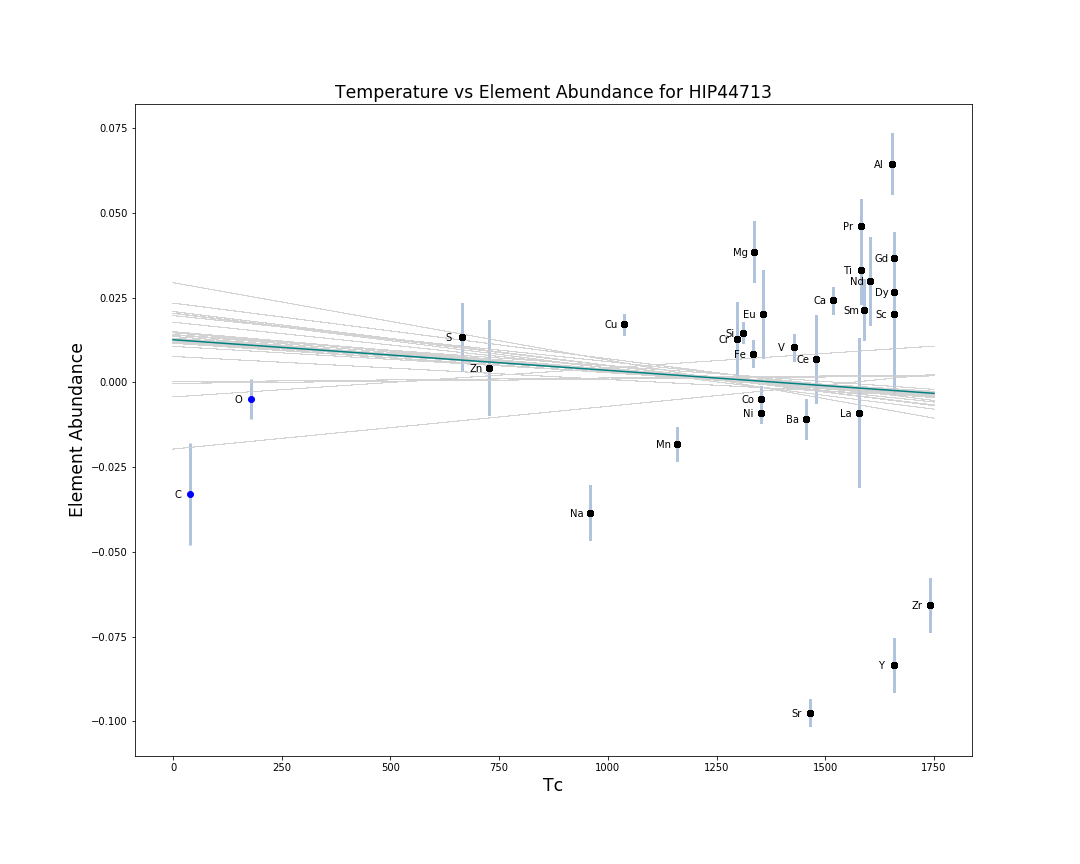 Temperature vs Element Abundance for HIP44713
0.075
Al
0.050
Pr
Mg
Gd
Ti
Nd
Dy
0.025
Ca
Sm
Eu
Sc
Cu
Si
S
Cr
V
Fe
Ce
Zn
0.000
O
Co
Ni
La
Ba
Mn
−0.025
C
Na
−0.050
Zr
−0.075
Y
Sr
−0.100
0 250 500 750 1000 1250 1500 1750
Tc
Element Abundance